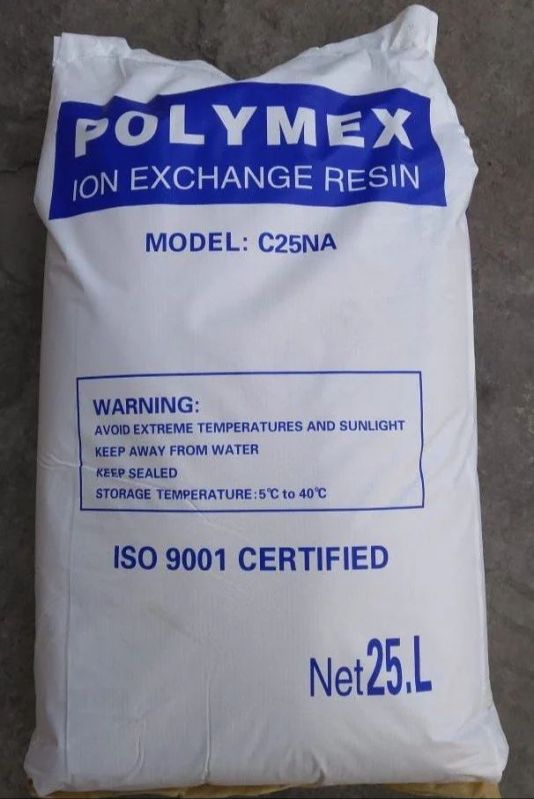 POLYMEX
ION EXCHANGE RESIN
MODEL: C25NA
WARNING:
AVOID EXTREME TEMPERATURES AND SUNLIGHT
KEEP AWAY FROM WATER
KEEP SEALED
STORAGE TEMPERATURE:5℃ to 40℃
ISO 9001 CERTIFIED
Net25.L